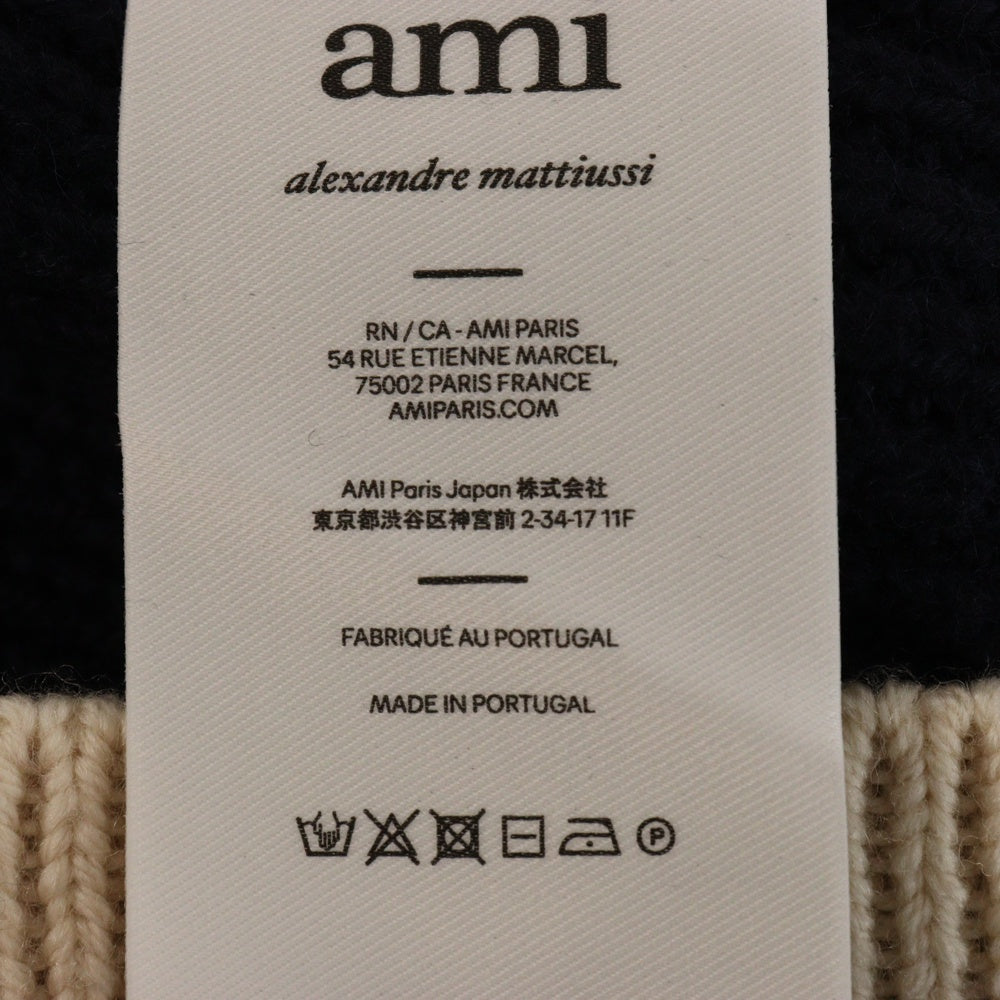 ami
alexandre mattiussi
RN / CA - AMI PARIS
54 RUE ETIENNE MARCEL,
75002 PARIS FRANCE
AMIPARIS.COM
AMI Paris Japan 株式会社
東京都渋谷区神宮前 2-34-17 11F
FABRIQUÉ AU PORTUGAL
MADE IN PORTUGAL
P